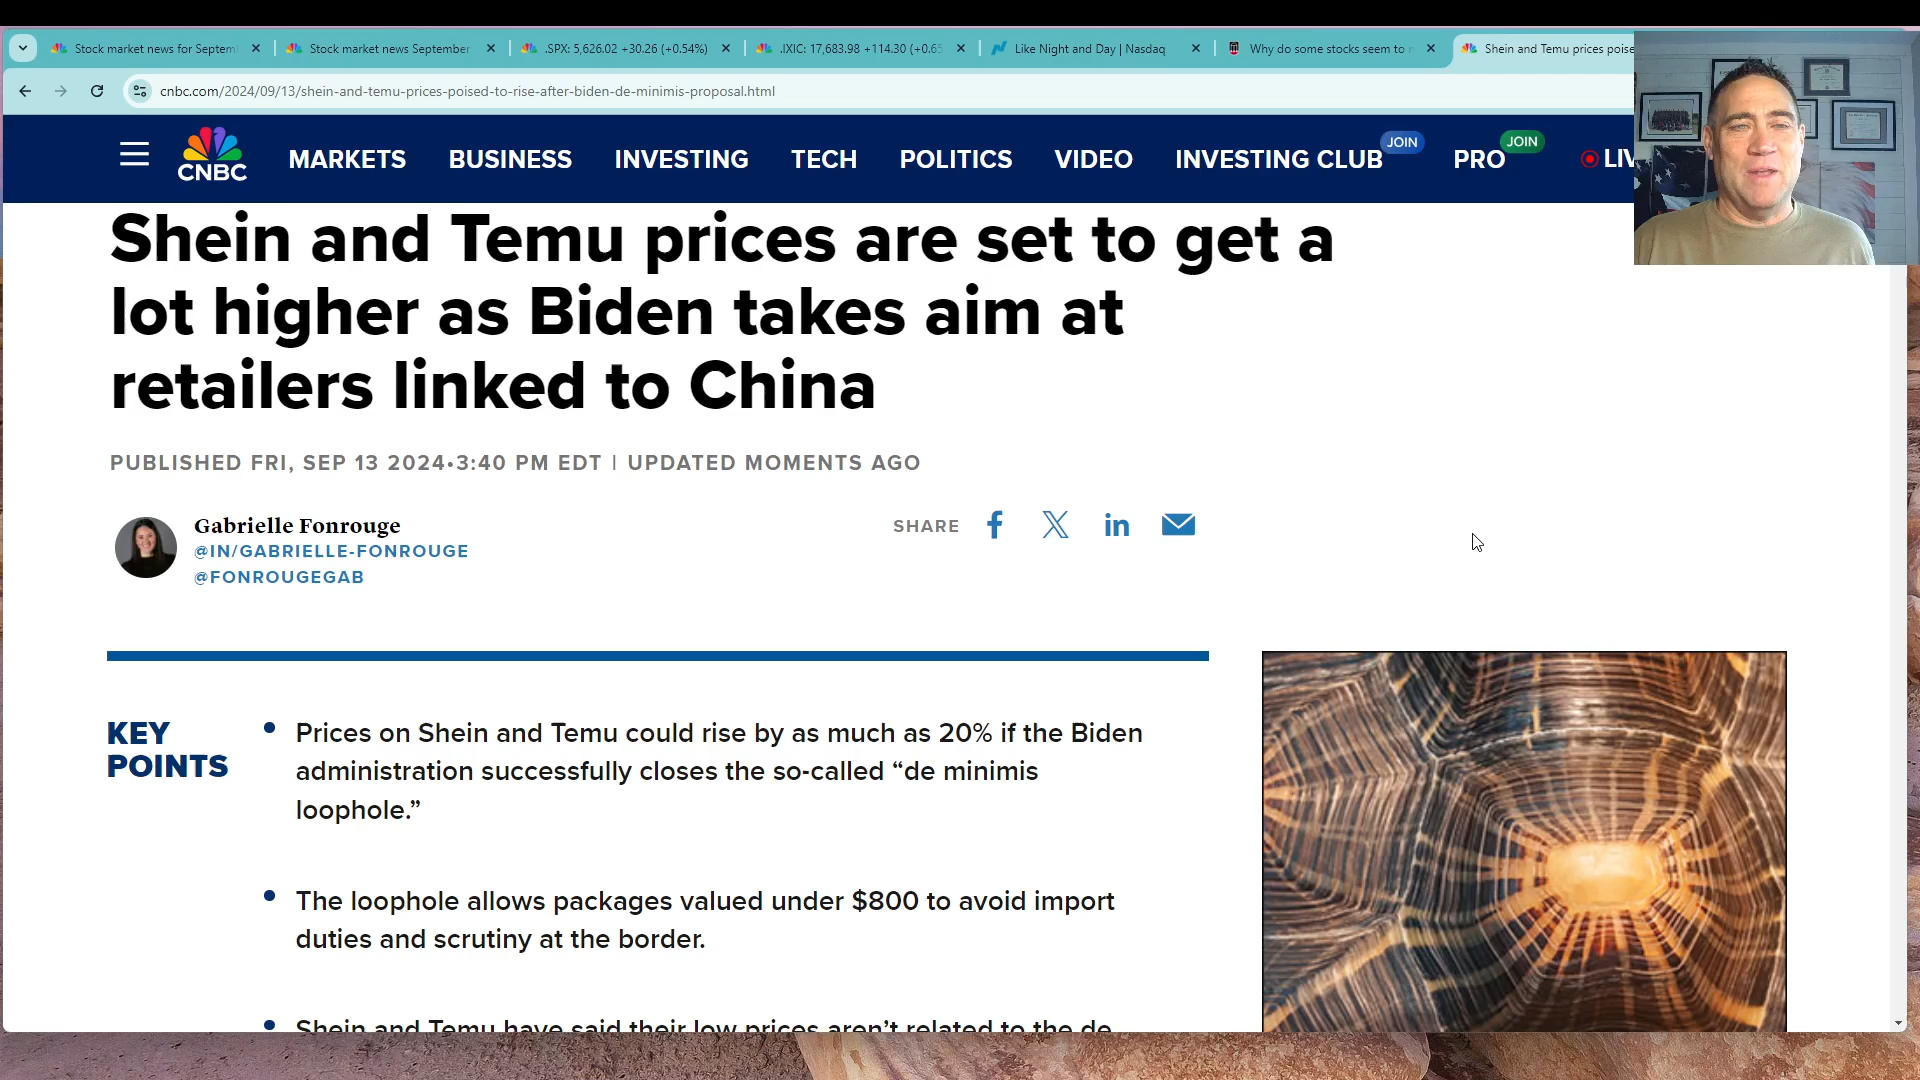 Stock market news for Septem
Stock market news September
.SPX: 5,626.02 +30.26 (+0.54%)
.IXIC: 17,683.98 +114.30 (+0.65
Like Night and Day | Nasdaq
Why do some stocks seem to
Shein and Temu prices poise
cnbc.com/2024/09/13/shein-and-temu-prices-poised-to-rise-after-biden-de-minimis-proposal.html
CNBC
MARKETS
BUSINESS
INVESTING
TECH
POLITICS
VIDEO
INVESTING CLUB
JOIN
PRO
JOIN
LIV
Shein and Temu prices are set to get a
lot higher as Biden takes aim at
retailers linked to China
PUBLISHED FRI, SEP 13 2024•3:40 PM EDT | UPDATED MOMENTS AGO
Gabrielle Fonrouge
@IN/GABRIELLE-FONROUGE
@FONROUGEGAB
SHARE
KEY
POINTS
Prices on Shein and Temu could rise by as much as 20% if the Biden
administration successfully closes the so-called “de minimis
loophole.”
The loophole allows packages valued under $800 to avoid import
duties and scrutiny at the border.
Shein and Temu have said their low prices aren’t related to the de